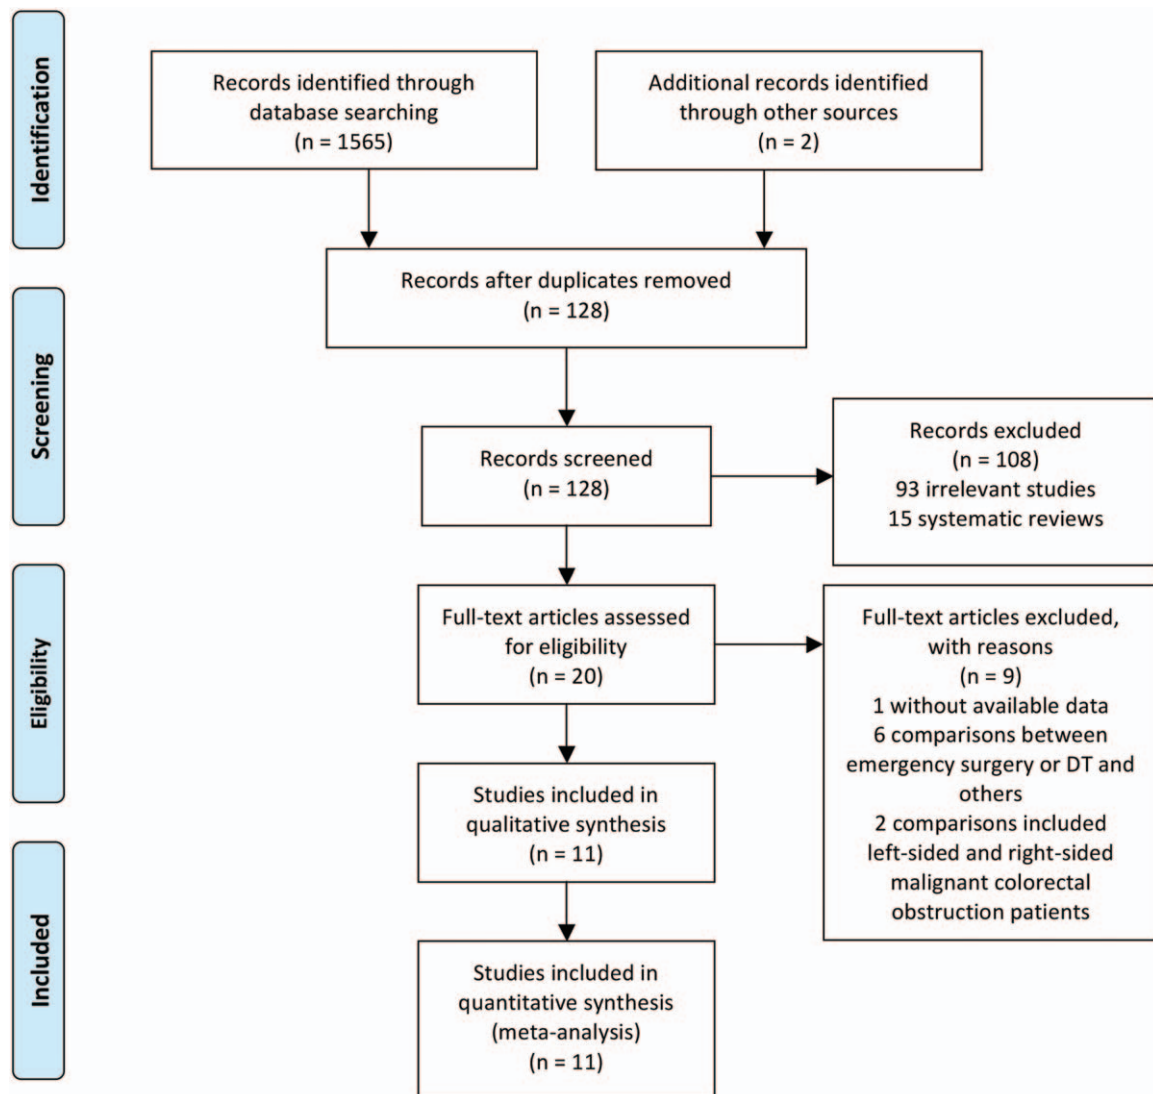 Identification
Records identified through
database searching
(n = 1565)
Additional records identified
through other sources
(n = 2)
Records after duplicates removed
(n = 128)
Screening
Records screened
(n = 128)
Records excluded
(n = 108)
93 irrelevant studies
15 systematic reviews
Eligibility
Full-text articles assessed
for eligibility
(n = 20)
Full-text articles excluded,
with reasons
(n = 9)
1 without available data
6 comparisons between
emergency surgery or DT and
others
2 comparisons included
left-sided and right-sided
malignant colorectal
obstruction patients
Studies included in
qualitative synthesis
(n = 11)
Included
Studies included in
quantitative synthesis
(meta-analysis)
(n = 11)